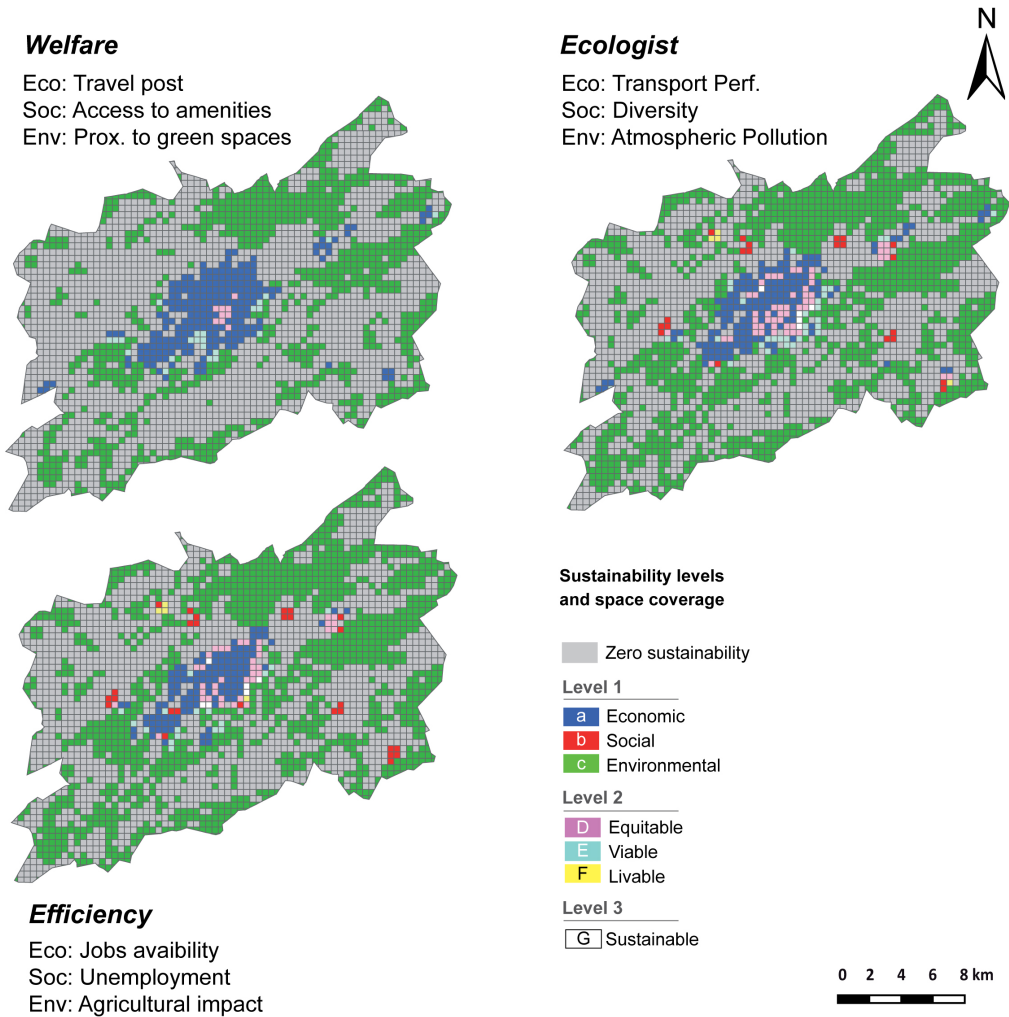 Welfare
Eco: Travel post
Soc: Access to amenities
Env: Prox. to green spaces
Ecologist
Eco: Transport Perf.
Soc: Diversity
Env: Atmospheric Pollution
N
Efficiency
Eco: Jobs avaibility
Soc: Unemployment
Env: Agricultural impact
Sustainability levels
and space coverage
Zero sustainability
Level 1
a Economic
b Social
c Environmental
Level 2
D Equitable
E Viable
F Livable
Level 3
G Sustainable
0 2 4 6 8 km